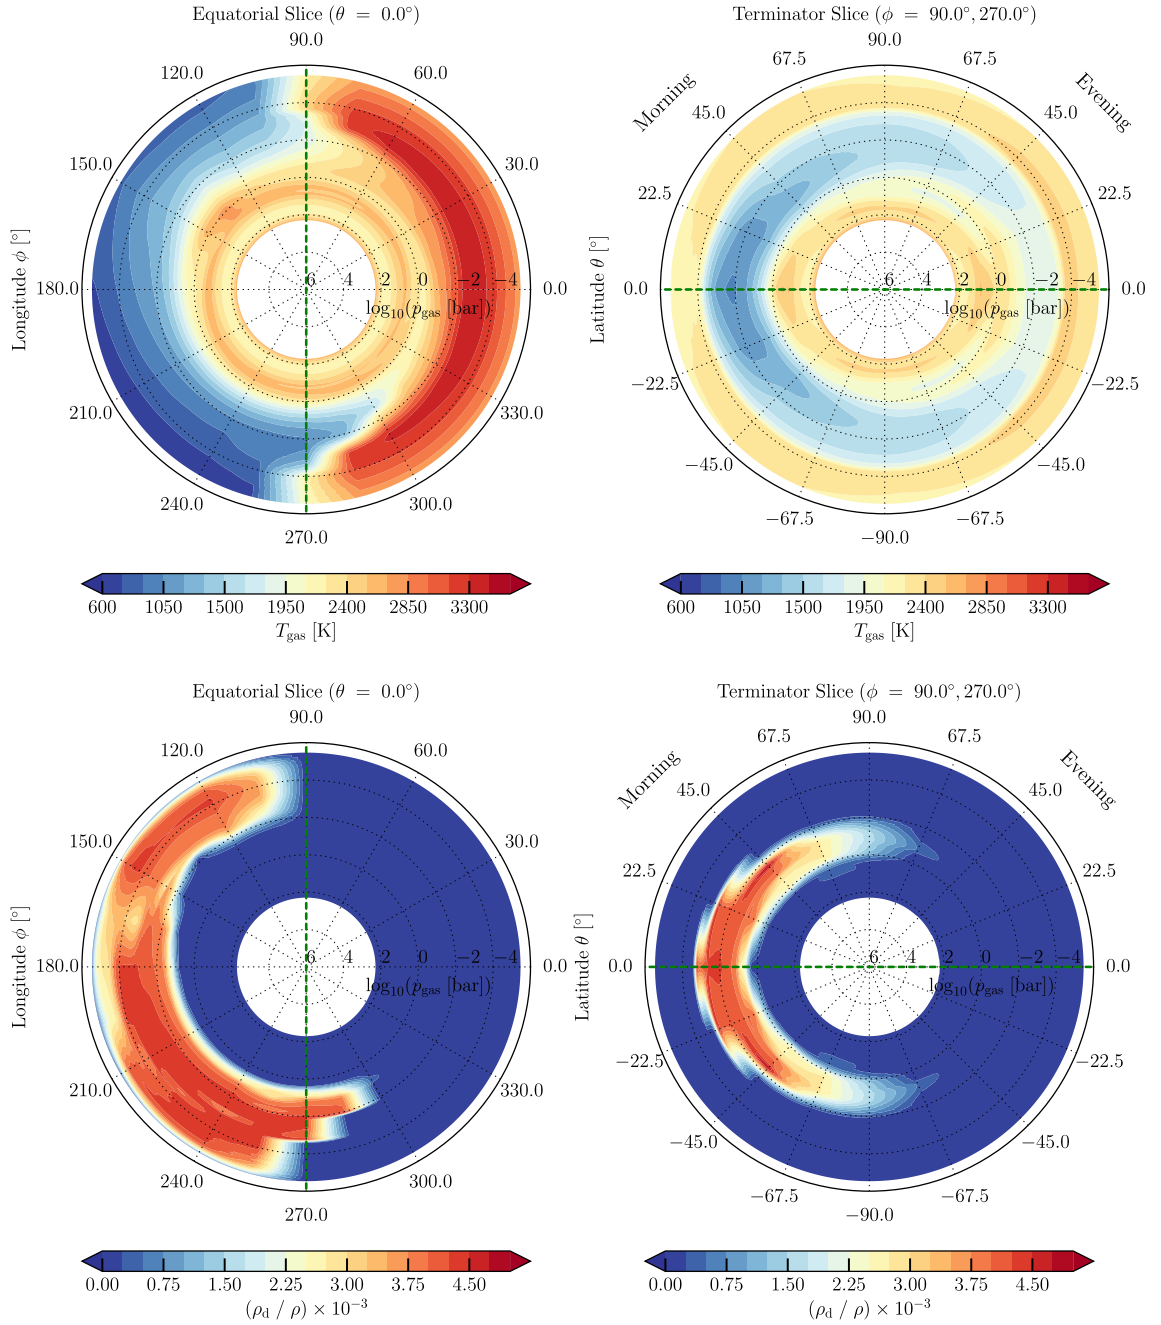 Equatorial Slice (θ = 0.0°)
90.0
120.0
60.0
150.0
30.0
Longitude ϕ [°]
180.0
0.0
6 4 2 0 −2 −4
log₁₀(p_gas [bar])
210.0
330.0
240.0
300.0
270.0
600 1050 1500 1950 2400 2850 3300
T_gas [K]
Terminator Slice (ϕ = 90.0°, 270.0°)
90.0
67.5
67.5
Morning
Evening
45.0
45.0
22.5
22.5
Latitude θ [°]
0.0
0.0
6 4 2 0 −2 −4
log₁₀(p_gas [bar])
−22.5
−22.5
−45.0
−45.0
−67.5
−67.5
−90.0
600 1050 1500 1950 2400 2850 3300
T_gas [K]
Equatorial Slice (θ = 0.0°)
90.0
120.0
60.0
150.0
30.0
Longitude ϕ [°]
180.0
0.0
6 4 2 0 −2 −4
log₁₀(p_gas [bar])
210.0
330.0
240.0
300.0
270.0
0.00 0.75 1.50 2.25 3.00 3.75 4.50
(ρ_d / ρ) × 10⁻³
Terminator Slice (ϕ = 90.0°, 270.0°)
90.0
67.5
67.5
Morning
Evening
45.0
45.0
22.5
22.5
Latitude θ [°]
0.0
0.0
6 4 2 0 −2 −4
log₁₀(p_gas [bar])
−22.5
−22.5
−45.0
−45.0
−67.5
−67.5
−90.0
0.00 0.75 1.50 2.25 3.00 3.75 4.50
(ρ_d / ρ) × 10⁻³